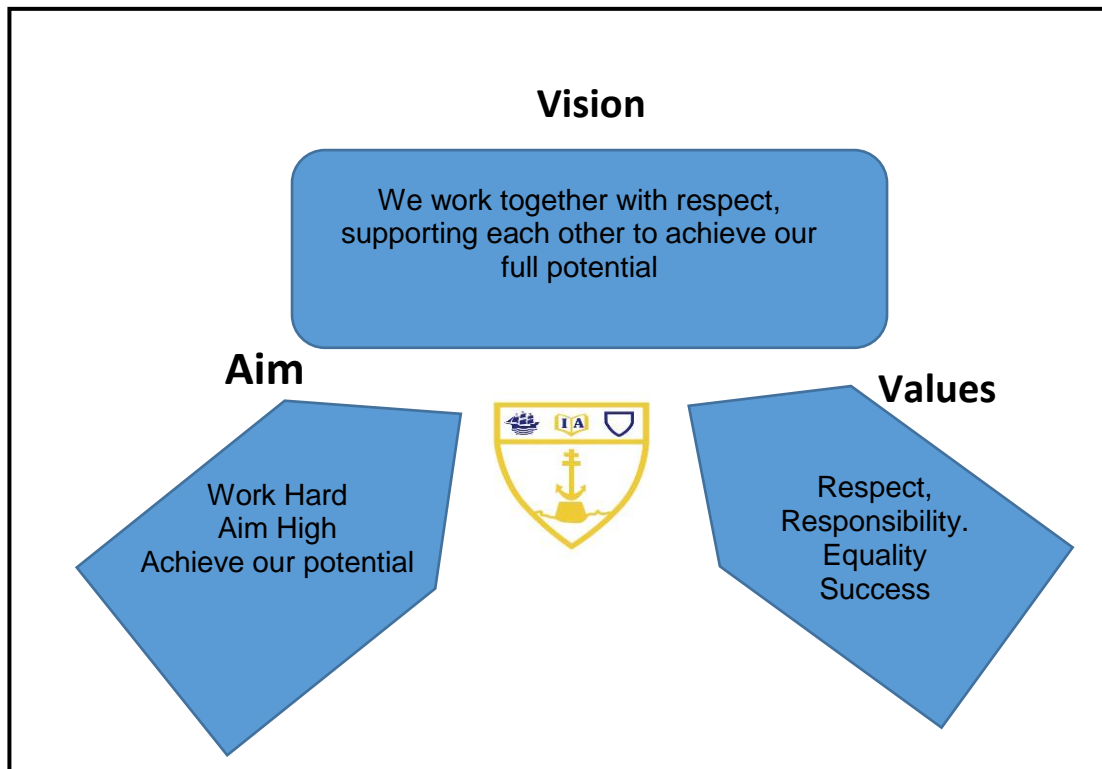 Vision
We work together with respect,
supporting each other to achieve our
full potential
Aim
Values
I A
Work Hard
Aim High
Achieve our potential
Respect,
Responsibility.
Equality
Success